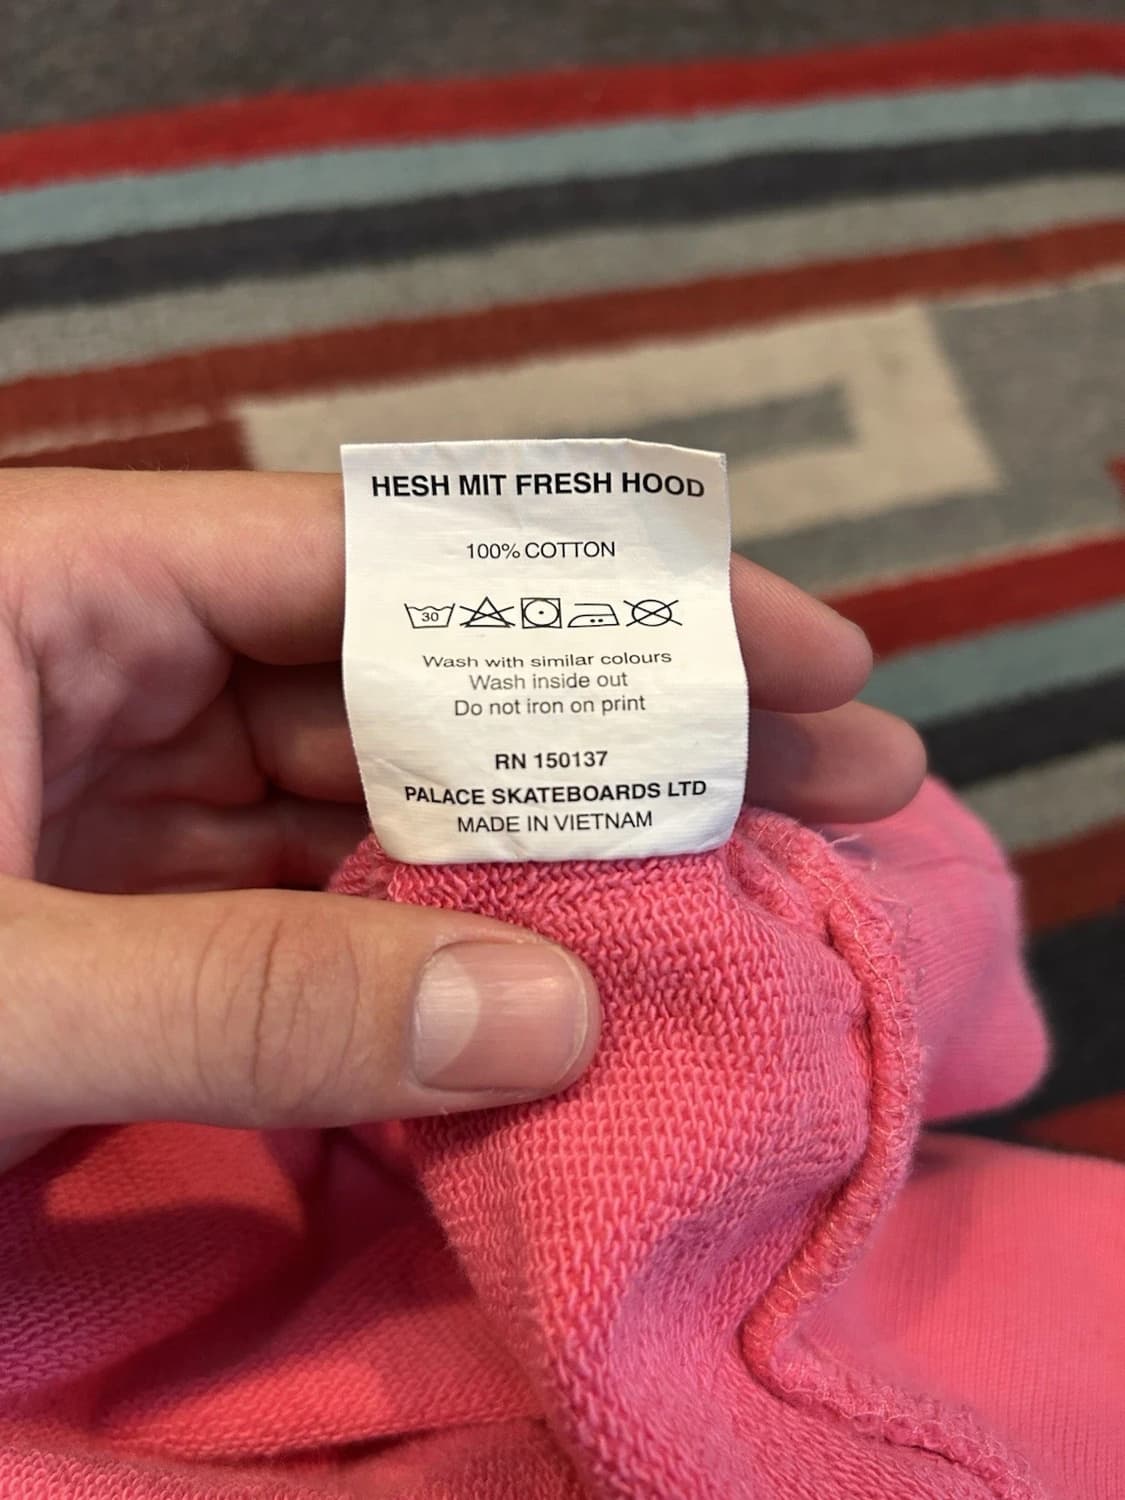 HESH MIT FRESH HOOD
100% COTTON
30
Wash with similar colours
Wash inside out
Do not iron on print
RN 150137
PALACE SKATEBOARDS LTD
MADE IN VIETNAM